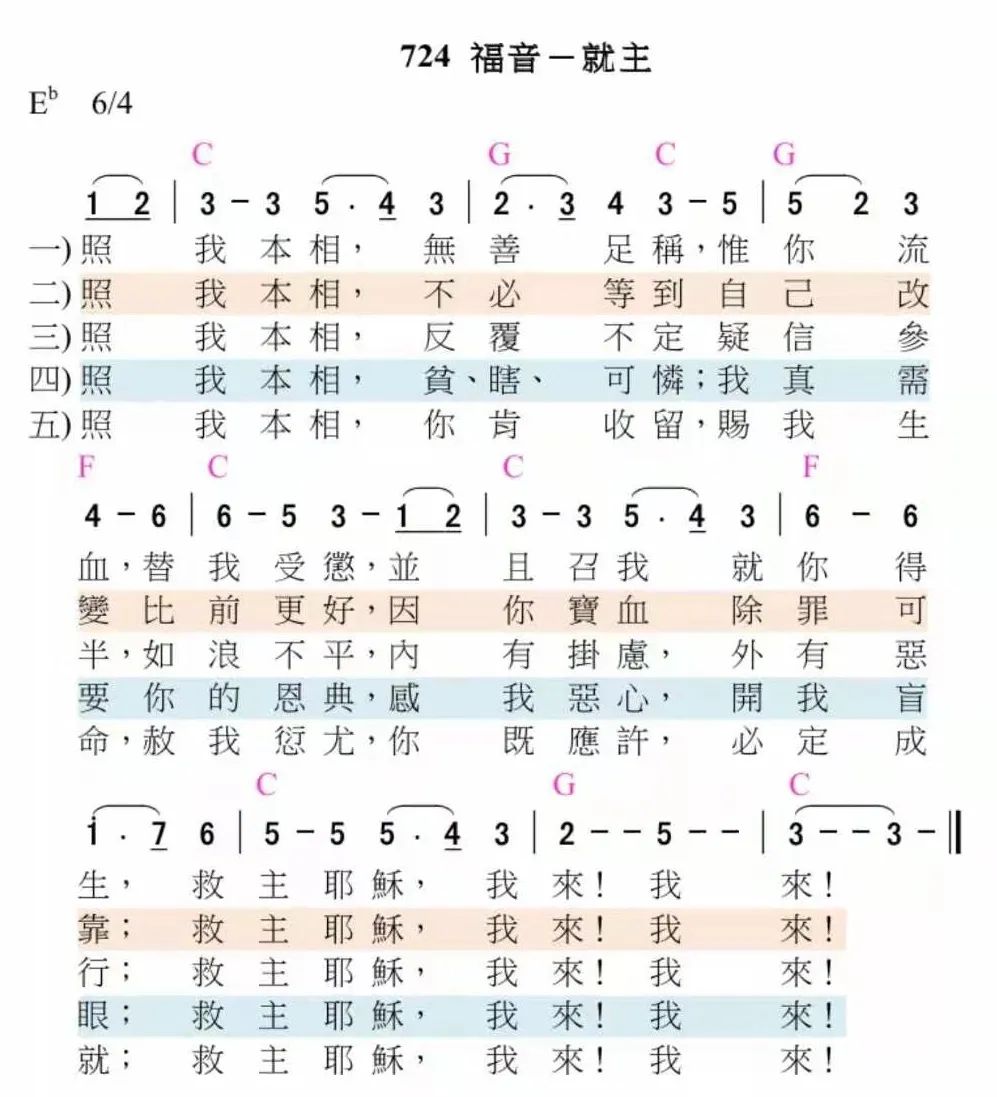 724 福音－就主
E♭ 6/4
C G C G
1 2 | 3 - 3 5 . 4 3 | 2 . 3 4 3 - 5 | 5 2 3
一) 照 我本相， 無善 足稱，惟你 流
二) 照 我本相， 不必 等到自己 改
三) 照 我本相， 反覆 不定疑信 參
四) 照 我本相， 貧、瞎、 可憐；我真 需
五) 照 我本相， 你肯 收留，賜我 生
F C C F
4 - 6 | 6 - 5 3 - 1 2 | 3 - 3 5 . 4 3 | 6 - 6
血，替我受懲，並 且召我 就你得
變比前更好，因 你寶血 除罪可
半，如浪不平，內 有掛慮， 外有惡
要你的恩典，感 我惡心， 開我盲
命，赦我愆尤，你 既應許， 必定成
C G C
i . 7 6 | 5 - 5 5 . 4 3 | 2 - - 5 - - | 3 - - 3 - ‖
生， 救主耶穌， 我來！我 來！
靠； 救主耶穌， 我來！我 來！
行； 救主耶穌， 我來！我 來！
眼； 救主耶穌， 我來！我 來！
就； 救主耶穌， 我來！我 來！